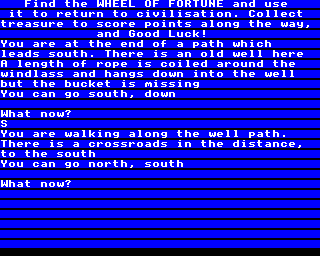 Find the WHEEL OF FORTUNE and use
it to return to civilisation. Collect
treasure to score points along the way,
and Good Luck!
You are at the end of a path which
leads south. There is an old well here
A length of rope is coiled around the
windlass and hangs down into the well
but the bucket is missing
You can go south, down
What now?
S
You are walking along the well path.
There is a crossroads in the distance,
to the south
You can go north, south
What now?